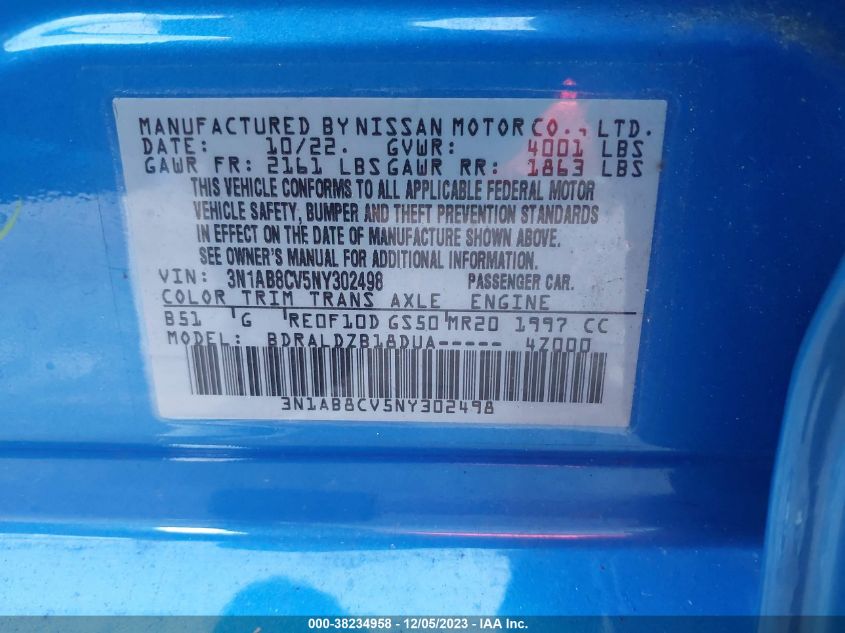 MANUFACTURED BY NISSAN MOTOR CO., LTD.
DATE: 10/22. GVWR: 4001 LBS
GAWR FR: 2161 LBS GAWR RR: 1863 LBS
THIS VEHICLE CONFORMS TO ALL APPLICABLE FEDERAL MOTOR
VEHICLE SAFETY, BUMPER AND THEFT PREVENTION STANDARDS
IN EFFECT ON THE DATE OF MANUFACTURE SHOWN ABOVE.
SEE OWNER'S MANUAL FOR ADDITIONAL INFORMATION.
VIN: 3N1AB8CV5NY302498 PASSENGER CAR.
COLOR TRIM TRANS AXLE ENGINE
B51 G RE0F10D GS50 MR20 1997 CC
MODEL: BDRALDZB18DUA----- 4Z000
3N1AB8CV5NY302498
000-38234958 - 12/05/2023 - IAAI.COM